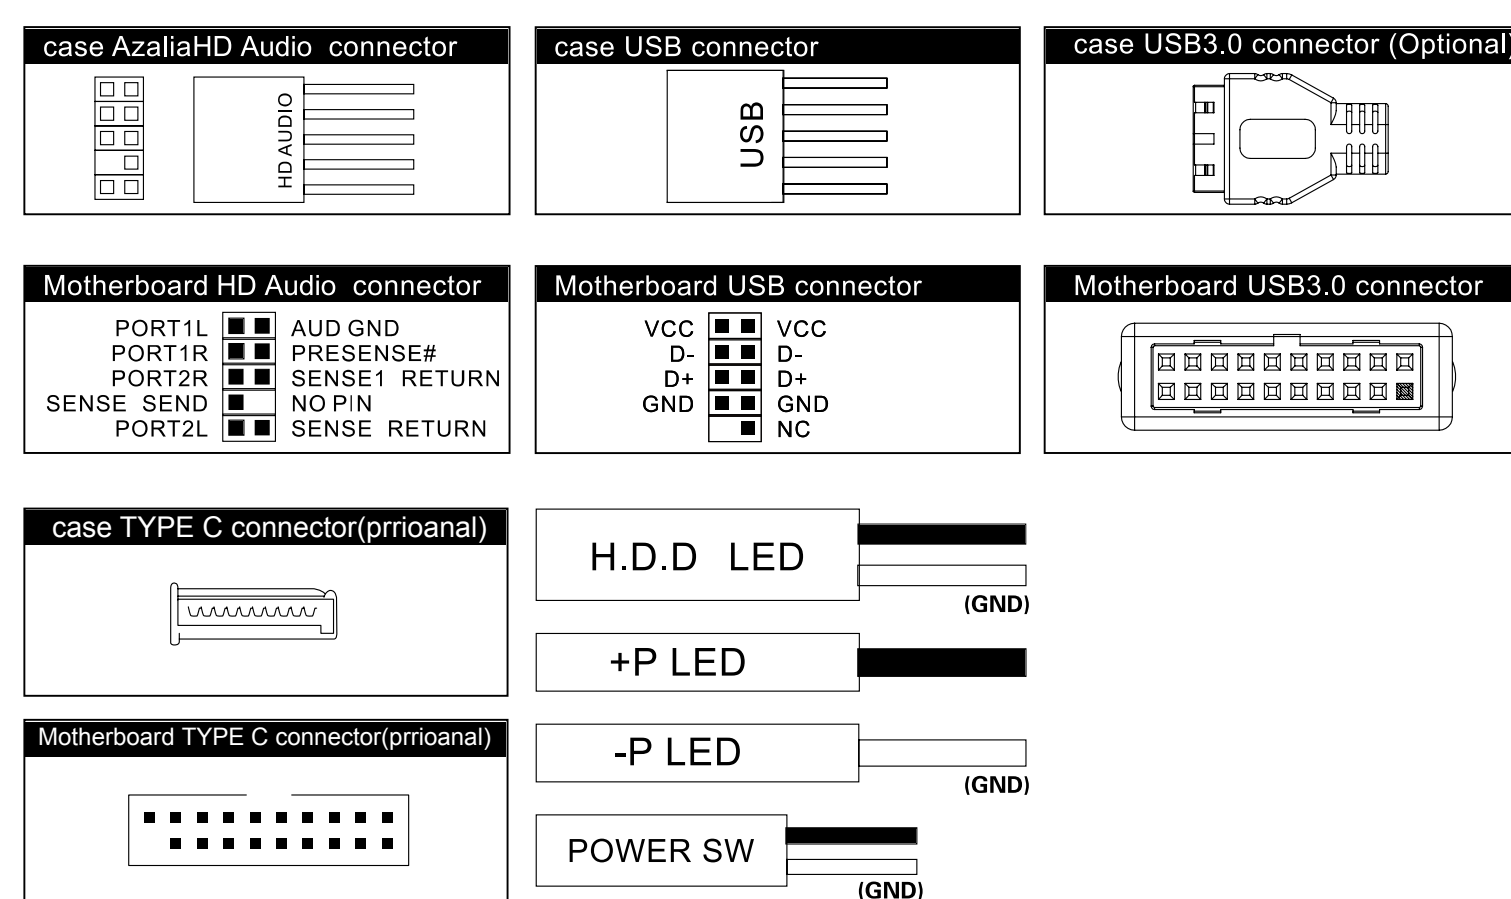 case AzaliaHD Audio connector
HD AUDIO
case USB connector
USB
case USB3.0 connector (Optional)
Motherboard HD Audio connector
PORT1L AUD GND
PORT1R PRESENSE#
PORT2R SENSE1 RETURN
SENSE SEND NO PIN
PORT2L SENSE RETURN
Motherboard USB connector
VCC VCC
D- D-
D+ D+
GND GND
NC
Motherboard USB3.0 connector
case TYPE C connector(prrioanal)
H.D.D LED
(GND)
+P LED
Motherboard TYPE C connector(prrioanal)
-P LED
(GND)
POWER SW
(GND)